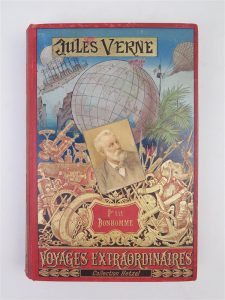 JULES VERNE
P'TIT
BONHOMME
VOYAGES EXTRAORDINAIRES
Collection Hetzel